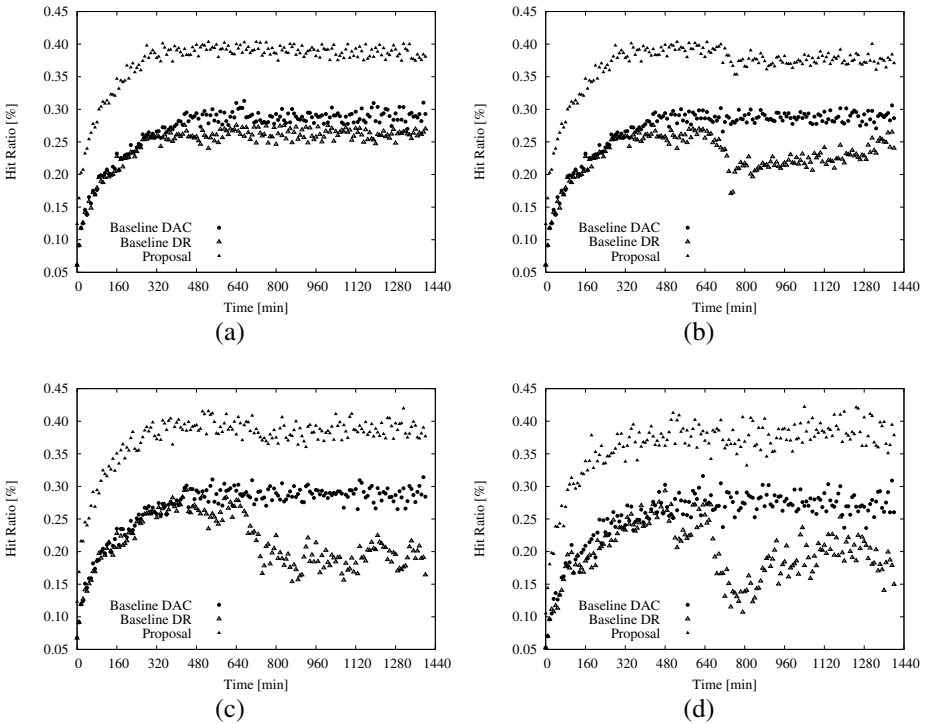 0.45
0.40
0.35
0.30
0.25
0.20
0.15
0.10
0.05
Hit Ratio [%]
Baseline DAC
Baseline DR
Proposal
0 160 320 480 640 800 960 1120 1280 1440
Time [min]
(a)
0.45
0.40
0.35
0.30
0.25
0.20
0.15
0.10
0.05
Hit Ratio [%]
Baseline DAC
Baseline DR
Proposal
0 160 320 480 640 800 960 1120 1280 1440
Time [min]
(b)
0.45
0.40
0.35
0.30
0.25
0.20
0.15
0.10
0.05
Hit Ratio [%]
Baseline DAC
Baseline DR
Proposal
0 160 320 480 640 800 960 1120 1280 1440
Time [min]
(c)
0.45
0.40
0.35
0.30
0.25
0.20
0.15
0.10
0.05
Hit Ratio [%]
Baseline DAC
Baseline DR
Proposal
0 160 320 480 640 800 960 1120 1280 1440
Time [min]
(d)